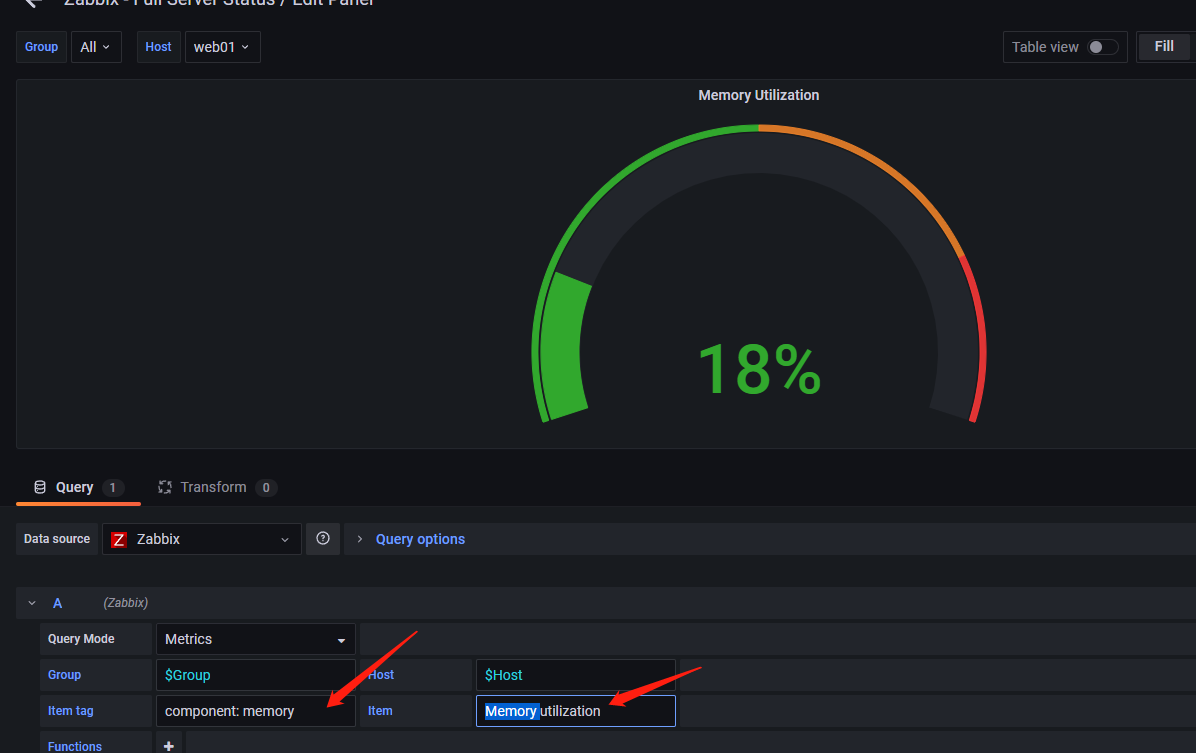 Zabbix - Full Server Status / Edit Panel
Group All Host web01 Table view Fill
Memory Utilization
18%
Query 1 Transform 0
Data source Z Zabbix Query options
A (Zabbix)
Query Mode Metrics
Group $Group Host $Host
Item tag component: memory Item Memory utilization
Functions +